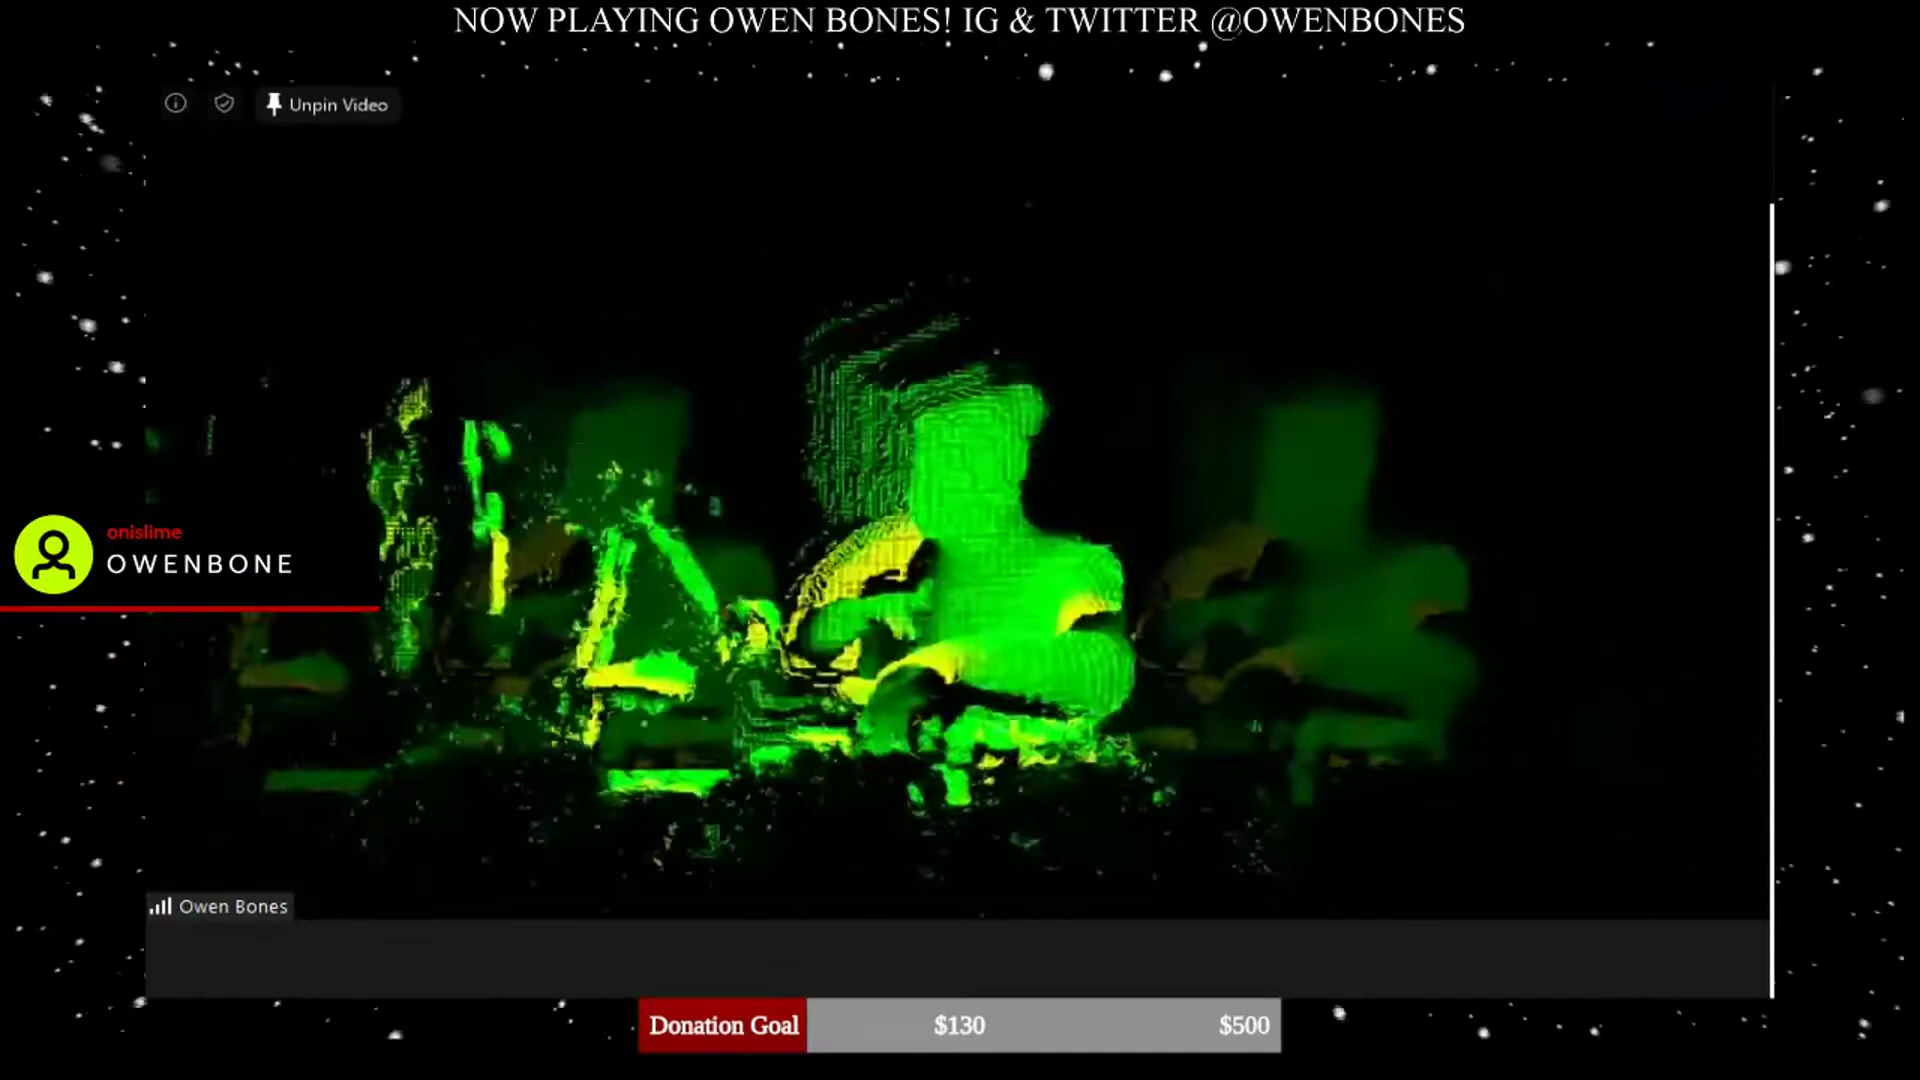 NOW PLAYING OWEN BONES! IG & TWITTER @OWENBONES
Unpin Video
onislime
OWENBONE
Owen Bones
Donation Goal $130 $500